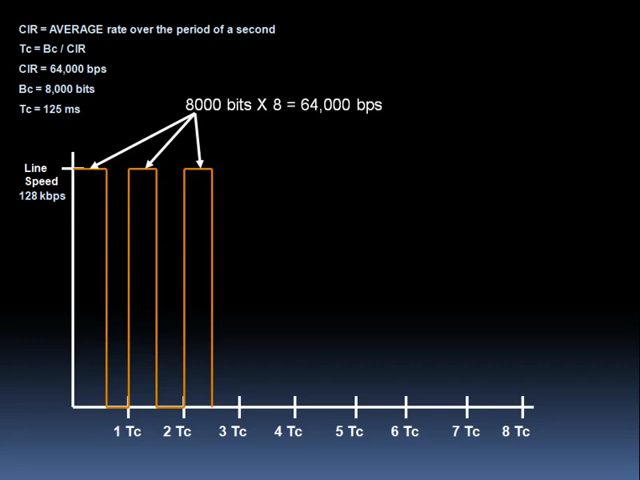 CIR = AVERAGE rate over the period of a second
Tc = Bc / CIR
CIR = 64,000 bps
Bc = 8,000 bits
Tc = 125 ms
8000 bits X 8 = 64,000 bps
Line
Speed
128 kbps
1 Tc 2 Tc 3 Tc 4 Tc 5 Tc 6 Tc 7 Tc 8 Tc